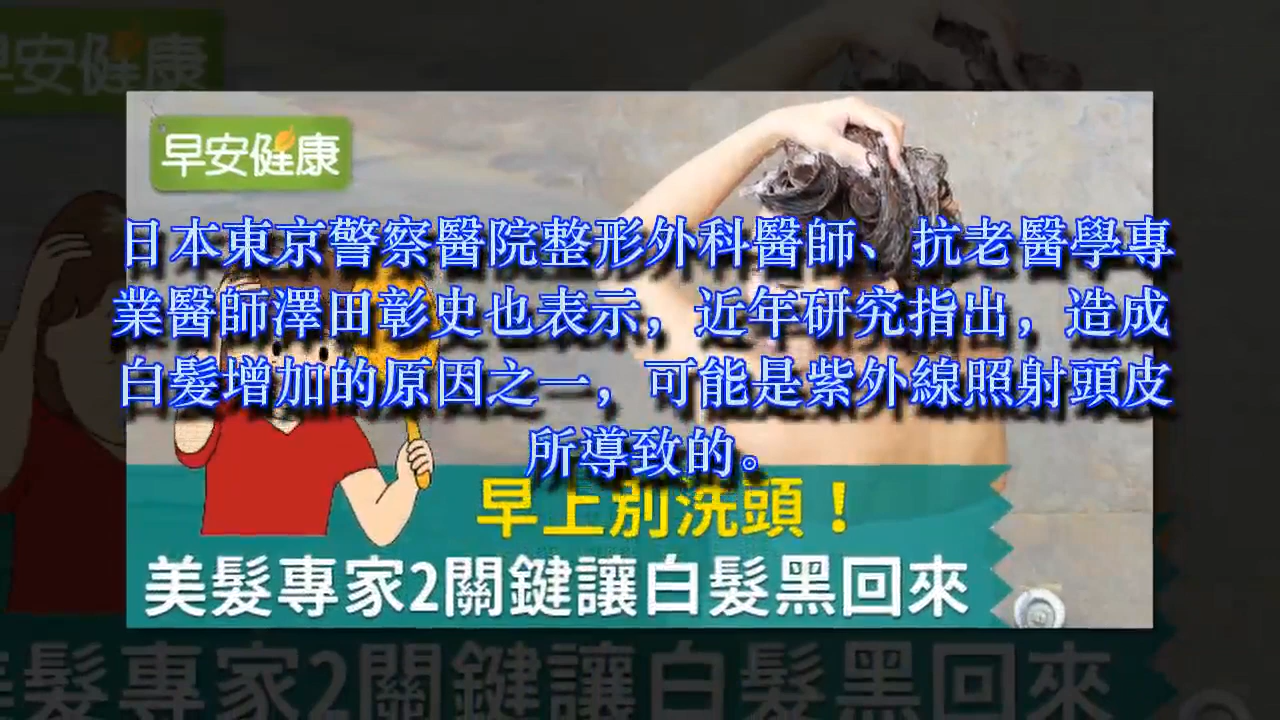 早安健康
早安健康
日本東京警察醫院整形外科醫師、抗老醫學專
業醫師澤田彰史也表示，近年研究指出，造成
白髮增加的原因之一，可能是紫外線照射頭皮
所導致的。
早上別洗頭！
美髮專家2關鍵讓白髮黑回來
美髮專家2關鍵讓白髮黑回來